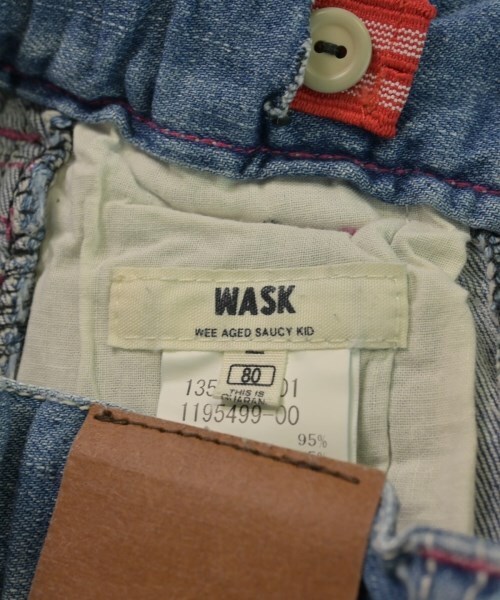 WASK
WEE AGED SAUCY KID
80
THIS IS
135 01
1195499-00
95%